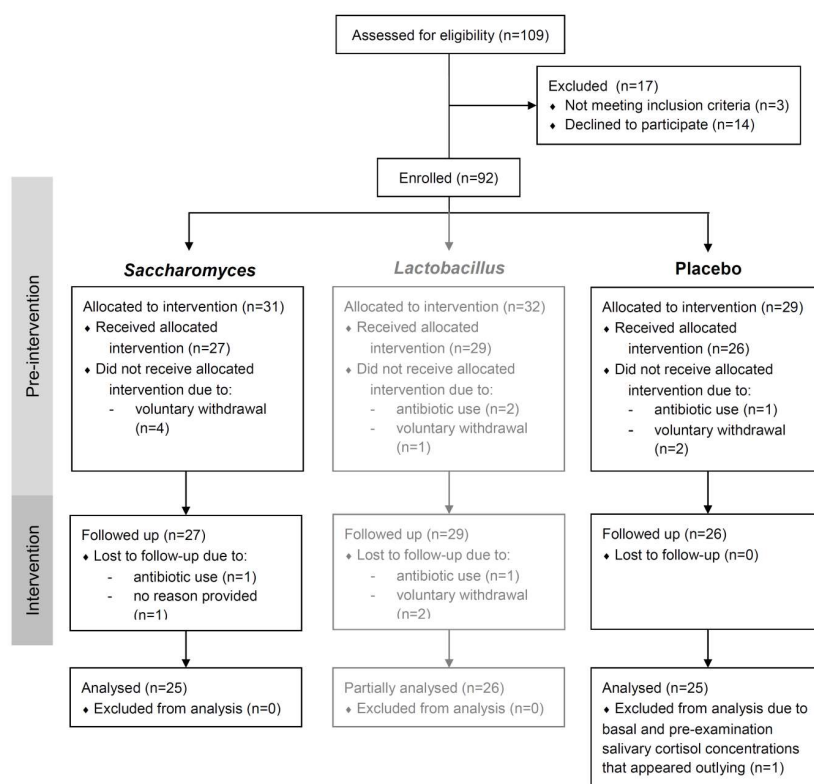 Assessed for eligibility (n=109)
Excluded (n=17)
♦ Not meeting inclusion criteria (n=3)
♦ Declined to participate (n=14)
Enrolled (n=92)
Pre-intervention
Saccharomyces
Allocated to intervention (n=31)
♦ Received allocated
intervention (n=27)
♦ Did not receive allocated
intervention due to:
- voluntary withdrawal
(n=4)
Lactobacillus
Allocated to intervention (n=32)
♦ Received allocated
intervention (n=29)
♦ Did not receive allocated
intervention due to:
- antibiotic use (n=2)
- voluntary withdrawal
(n=1)
Placebo
Allocated to intervention (n=29)
♦ Received allocated
intervention (n=26)
♦ Did not receive allocated
intervention due to:
- antibiotic use (n=1)
- voluntary withdrawal
(n=2)
Intervention
Followed up (n=27)
♦ Lost to follow-up due to:
- antibiotic use (n=1)
- no reason provided
(n=1)
Followed up (n=29)
♦ Lost to follow-up due to:
- antibiotic use (n=1)
- voluntary withdrawal
(n=2)
Followed up (n=26)
♦ Lost to follow-up (n=0)
Analysed (n=25)
♦ Excluded from analysis (n=0)
Partially analysed (n=26)
♦ Excluded from analysis (n=0)
Analysed (n=25)
♦ Excluded from analysis due to
basal and pre-examination
salivary cortisol concentrations
that appeared outlying (n=1)